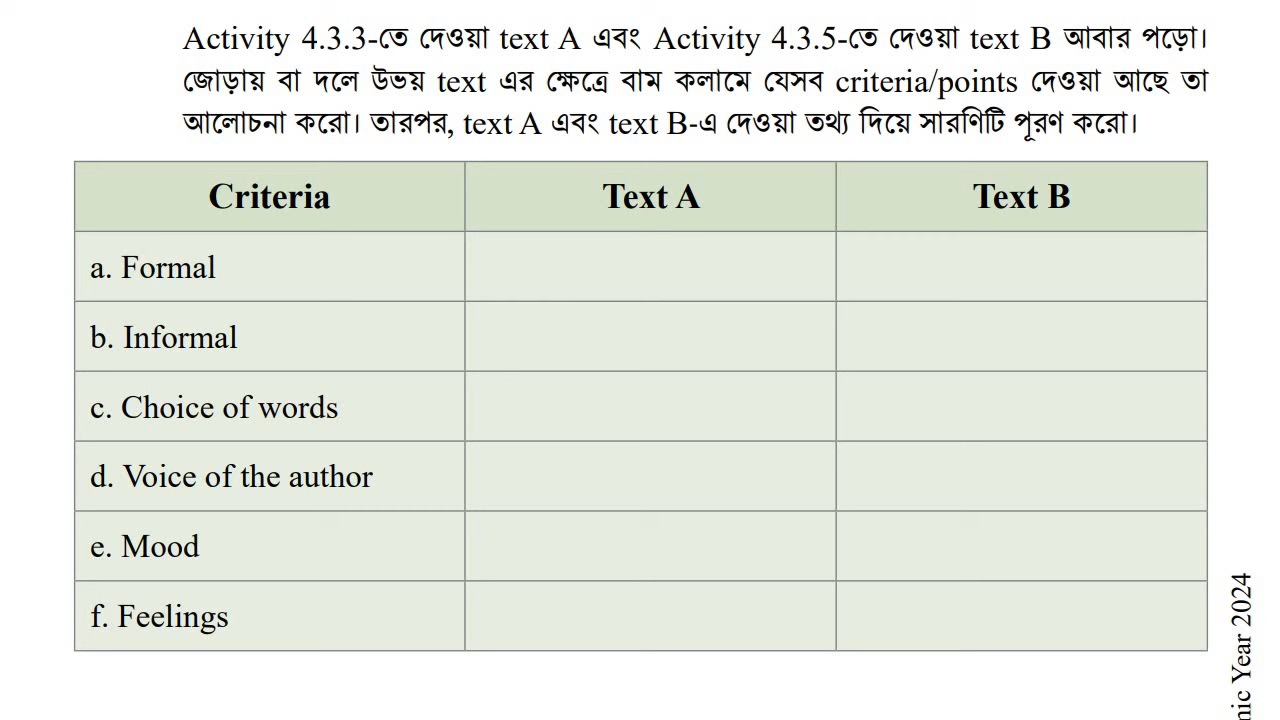 Activity 4.3.3-তে দেওয়া text A এবং Activity 4.3.5-তে দেওয়া text B আবার পড়ো।
জোড়ায় বা দলে উভয় text এর ক্ষেত্রে বাম কলামে যেসব criteria/points দেওয়া আছে তা
আলোচনা করো। তারপর, text A এবং text B-এ দেওয়া তথ্য দিয়ে সারণিটি পূরণ করো।
Criteria Text A Text B
a. Formal
b. Informal
c. Choice of words
d. Voice of the author
e. Mood
f. Feelings
Year 2024